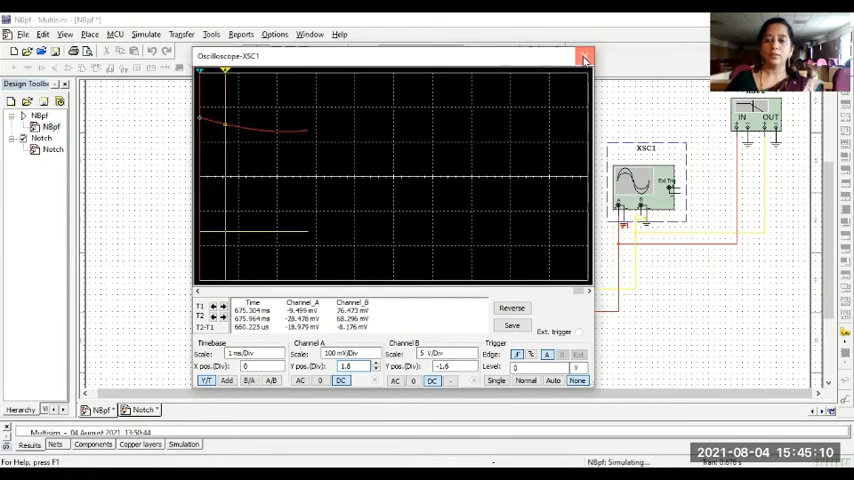 NBpf - Multisim - [NBpf *]
File Edit View Place MCU Simulate Transfer Tools Reports Options Window Help
Design Toolbox
NBpf
NBpf
Notch
Notch
Oscilloscope-XSC1
IN OUT
XSC1
Ext Trig
A B
Time Channel_A Channel_B
T1 675.304 ms -9.499 mV 76.473 mV
T2 675.964 ms -28.478 mV 68.296 mV
T2-T1 660.225 us -18.979 mV -8.176 mV
Reverse
Save
Ext. trigger
Timebase Channel A Channel B Trigger
Scale: 1 ms/Div Scale: 100 mV/Div Scale: 5 V/Div Edge: A B Ext
X pos.(Div): 0 Y pos.(Div): 1.8 Y pos.(Div): -1.6 Level: 0 V
Y/T Add B/A A/B AC 0 DC AC 0 DC - Single Normal Auto None
Hierarchy NBpf * Notch *
Multisim - 04 August 2021, 13:50:44
Results Nets Components Copper layers Simulation
For Help, press F1 - NBpf: Simulating... Tran: 0.676 s
2021-08-04 15:45:10